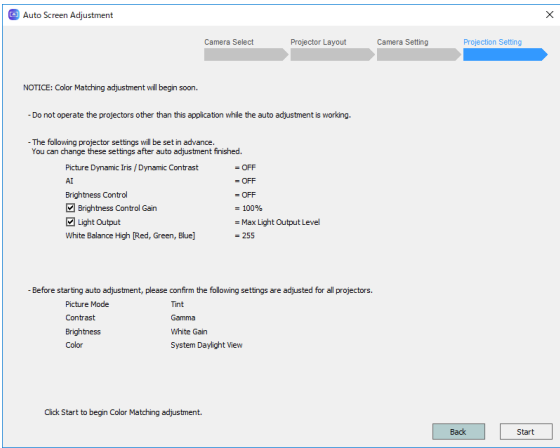 Auto Screen Adjustment
Camera Select Projector Layout Camera Setting Projection Setting
NOTICE: Color Matching adjustment will begin soon.
- Do not operate the projectors other than this application while the auto adjustment is working.
- The following projector settings will be set in advance.
You can change these settings after auto adjustment finished.
Picture Dynamic Iris / Dynamic Contrast = OFF
AI = OFF
Brightness Control = OFF
Brightness Control Gain = 100%
Light Output = Max Light Output Level
White Balance High [Red, Green, Blue] = 255
- Before starting auto adjustment, please confirm the following settings are adjusted for all projectors.
Picture Mode Tint
Contrast Gamma
Brightness White Gain
Color System Daylight View
Click Start to begin Color Matching adjustment.
Back Start